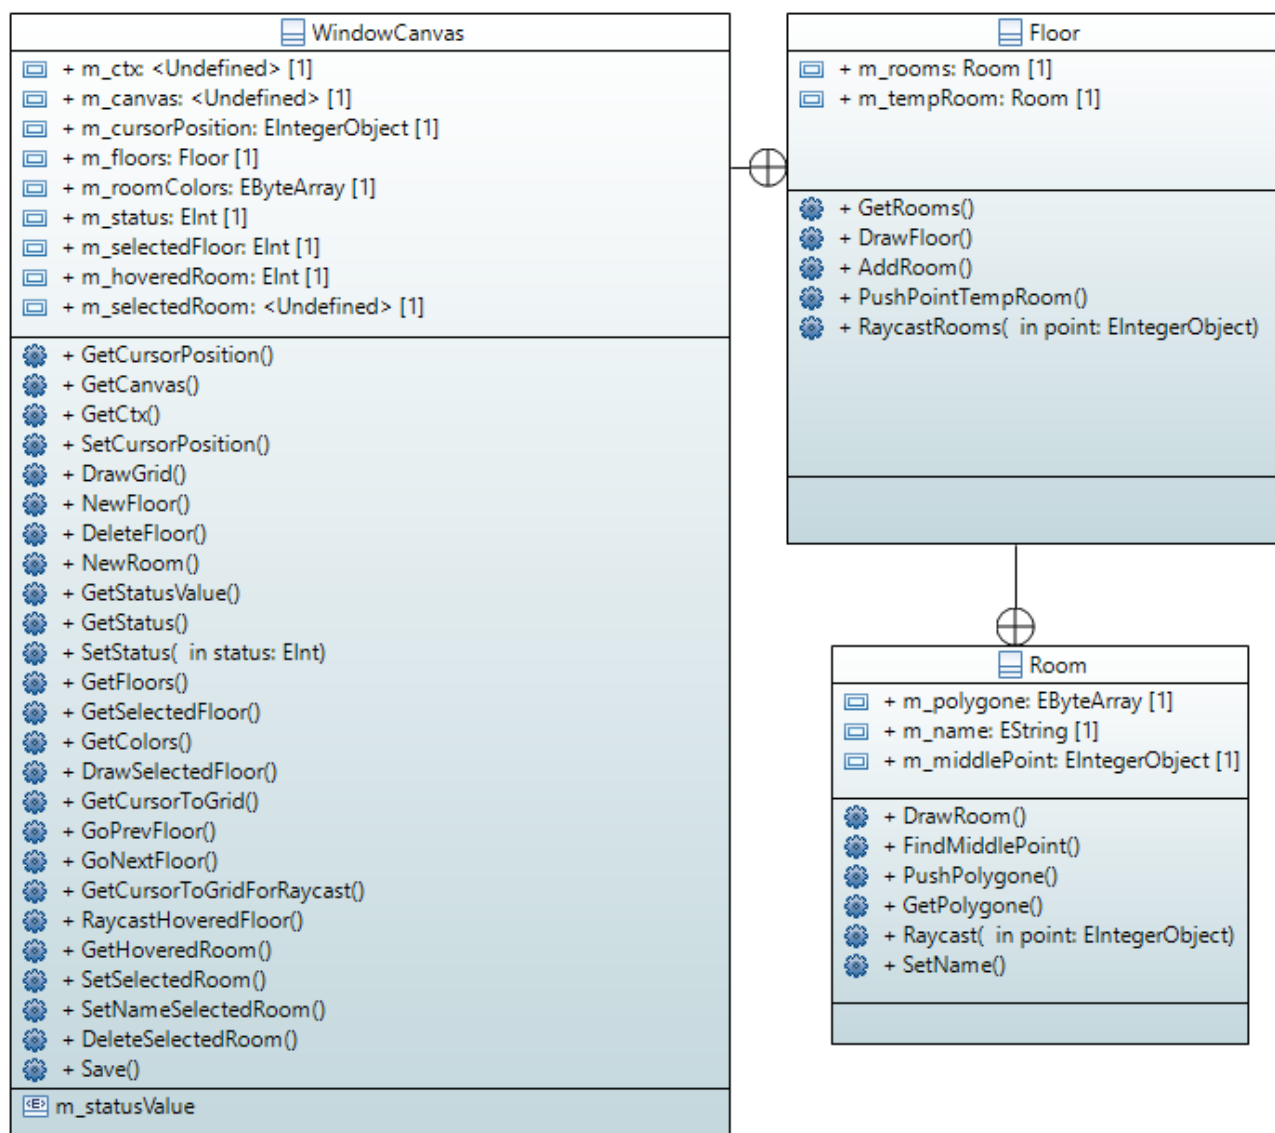 WindowCanvas
+ m_ctx: <Undefined> [1]
+ m_canvas: <Undefined> [1]
+ m_cursorPosition: EIntegerObject [1]
+ m_floors: Floor [1]
+ m_roomColors: EByteArray [1]
+ m_status: EInt [1]
+ m_selectedFloor: EInt [1]
+ m_hoveredRoom: EInt [1]
+ m_selectedRoom: <Undefined> [1]
+ GetCursorPosition()
+ GetCanvas()
+ GetCtx()
+ SetCursorPosition()
+ DrawGrid()
+ NewFloor()
+ DeleteFloor()
+ NewRoom()
+ GetStatusValue()
+ GetStatus()
+ SetStatus( in status: EInt)
+ GetFloors()
+ GetSelectedFloor()
+ GetColors()
+ DrawSelectedFloor()
+ GetCursorToGrid()
+ GoPrevFloor()
+ GoNextFloor()
+ GetCursorToGridForRaycast()
+ RaycastHoveredFloor()
+ GetHoveredRoom()
+ SetSelectedRoom()
+ SetNameSelectedRoom()
+ DeleteSelectedRoom()
+ Save()
<E> m_statusValue
Floor
+ m_rooms: Room [1]
+ m_tempRoom: Room [1]
+ GetRooms()
+ DrawFloor()
+ AddRoom()
+ PushPointTempRoom()
+ RaycastRooms( in point: EIntegerObject)
Room
+ m_polygone: EByteArray [1]
+ m_name: EString [1]
+ m_middlePoint: EIntegerObject [1]
+ DrawRoom()
+ FindMiddlePoint()
+ PushPolygone()
+ GetPolygone()
+ Raycast( in point: EIntegerObject)
+ SetName()